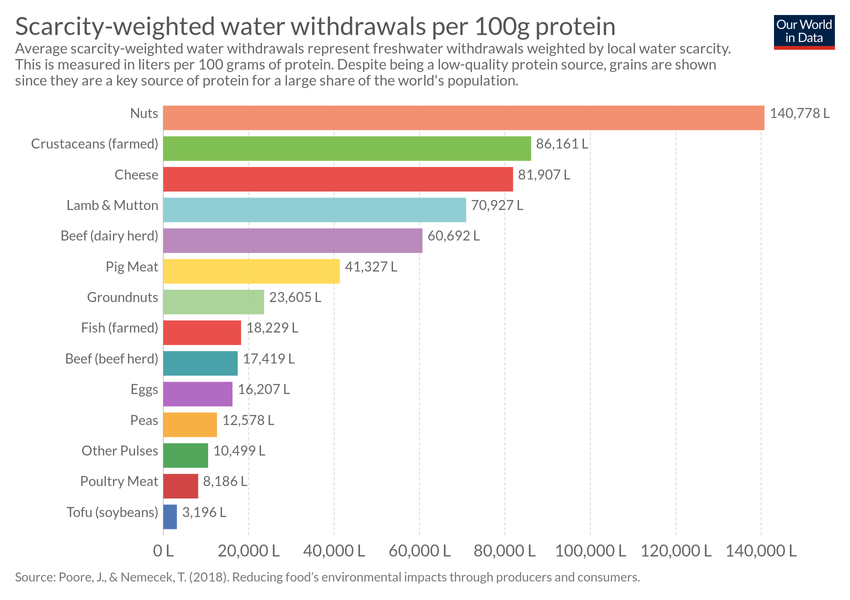 Scarcity-weighted water withdrawals per 100g protein
Our World
in Data
Average scarcity-weighted water withdrawals represent freshwater withdrawals weighted by local water scarcity.
This is measured in liters per 100 grams of protein. Despite being a low-quality protein source, grains are shown
since they are a key source of protein for a large share of the world's population.
Nuts 140,778 L
Crustaceans (farmed) 86,161 L
Cheese 81,907 L
Lamb & Mutton 70,927 L
Beef (dairy herd) 60,692 L
Pig Meat 41,327 L
Groundnuts 23,605 L
Fish (farmed) 18,229 L
Beef (beef herd) 17,419 L
Eggs 16,207 L
Peas 12,578 L
Other Pulses 10,499 L
Poultry Meat 8,186 L
Tofu (soybeans) 3,196 L
0 L 20,000 L 40,000 L 60,000 L 80,000 L 100,000 L 120,000 L 140,000 L
Source: Poore, J., & Nemecek, T. (2018). Reducing food's environmental impacts through producers and consumers.